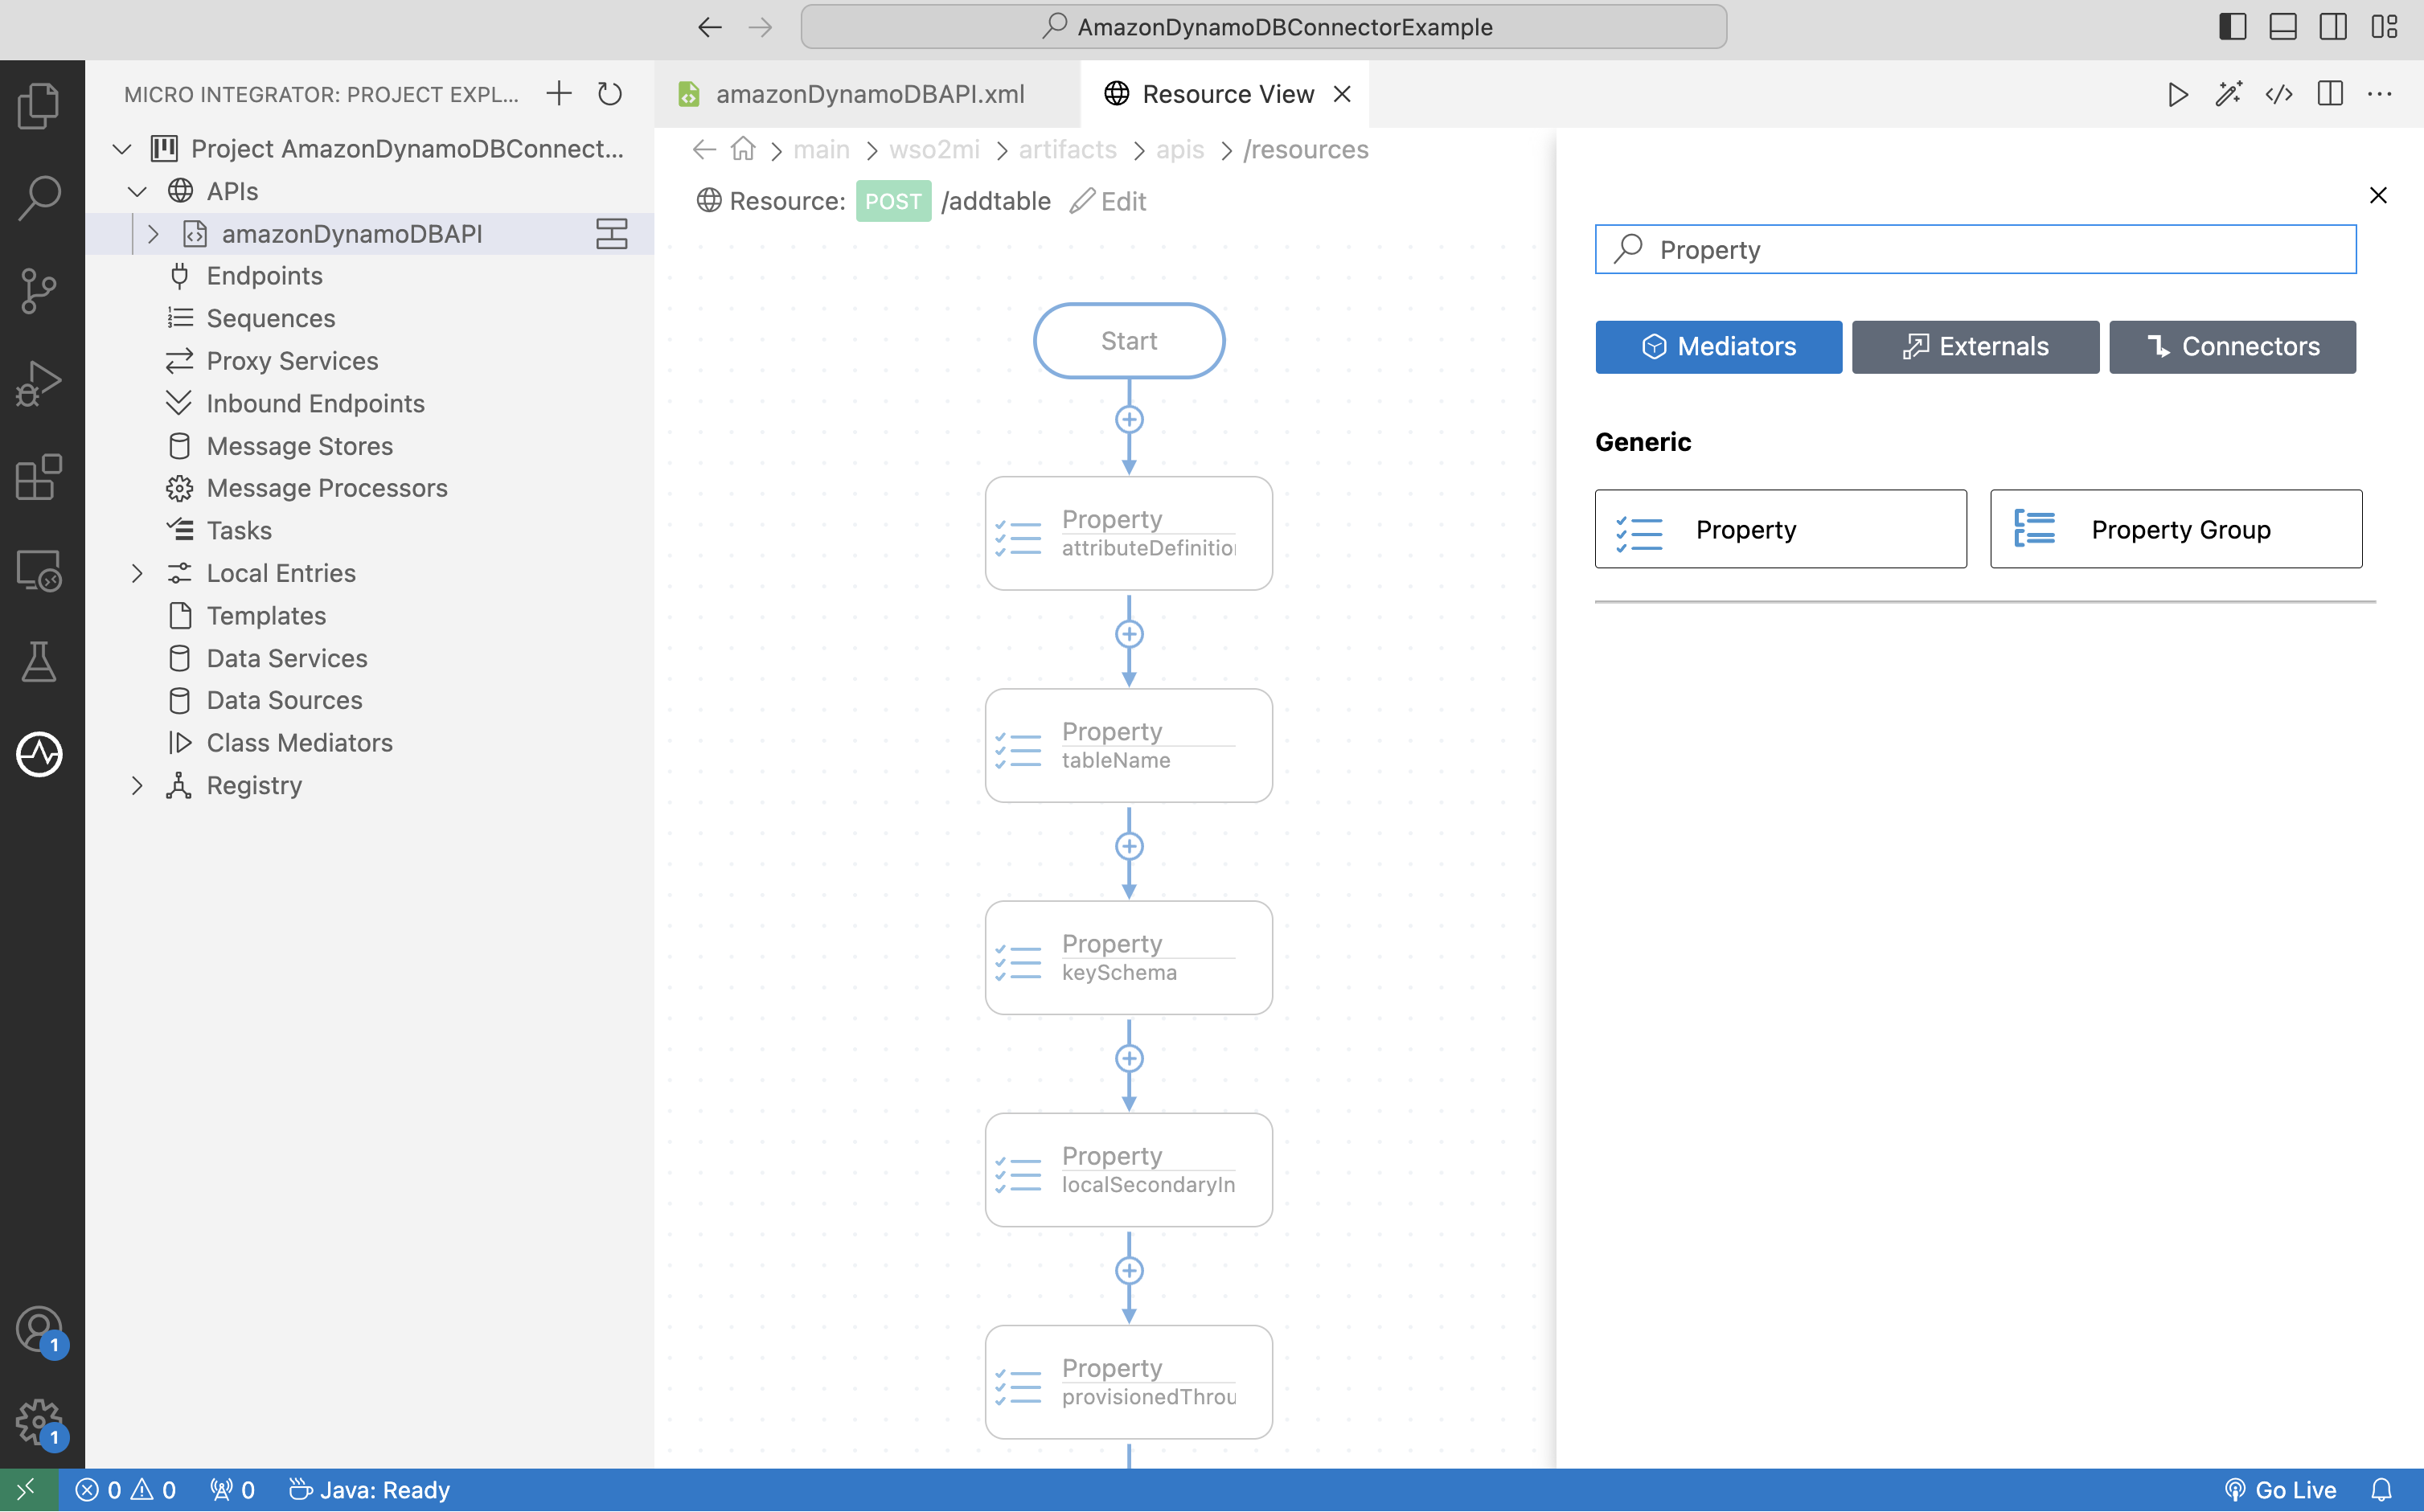 AmazonDynamoDBConnectorExample
MICRO INTEGRATOR: PROJECT EXPL...
Project AmazonDynamoDBConnect...
APIs
amazonDynamoDBAPI
Endpoints
Sequences
Proxy Services
Inbound Endpoints
Message Stores
Message Processors
Tasks
Local Entries
Templates
Data Services
Data Sources
Class Mediators
Registry
1
1
amazonDynamoDBAPI.xml
Resource View
main > wso2mi > artifacts > apis > /resources
Resource: POST /addtable Edit
Start
Property
attributeDefinition
Property
tableName
Property
keySchema
Property
localSecondaryIn
Property
provisionedThrou
Property
Mediators Externals Connectors
Generic
Property Property Group
0 0 0 Java: Ready Go Live